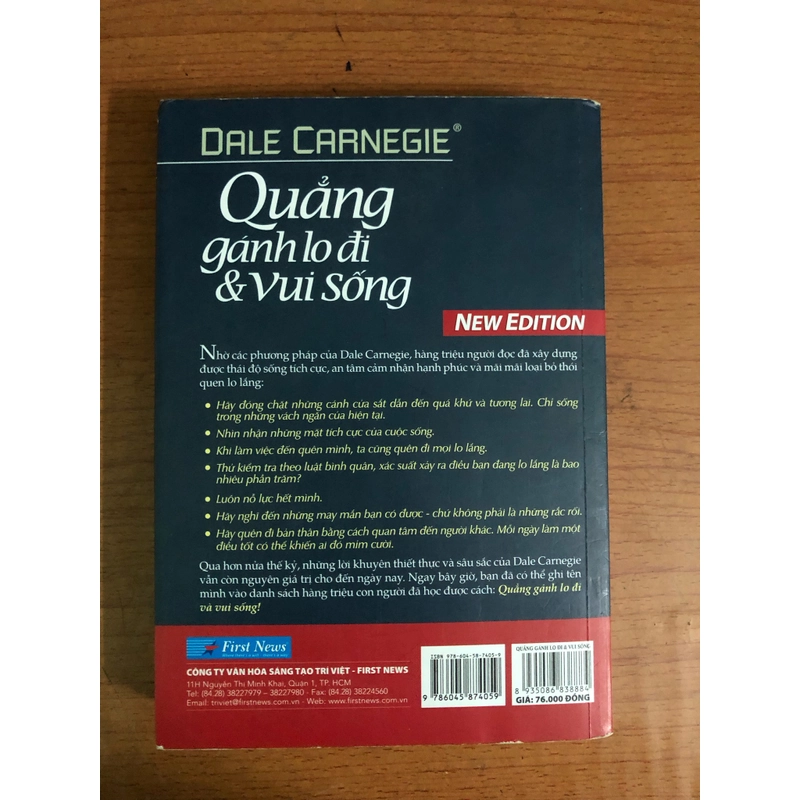 DALE CARNEGIE®
Quẳng
gánh lo đi
& vui sống
NEW EDITION
Nhờ các phương pháp của Dale Carnegie, hàng triệu người đọc đã xây dựng
được thái độ sống tích cực, an tâm cảm nhận hạnh phúc và mãi mãi loại bỏ thói
quen lo lắng:
• Hãy đóng chặt những cánh cửa sắt dẫn đến quá khứ và tương lai. Chỉ sống
trong những vách ngăn của hiện tại.
• Nhìn nhận những mặt tích cực của cuộc sống.
• Khi làm việc đến quên mình, ta cũng quên đi mọi lo lắng.
• Thử kiểm tra theo luật bình quân, xác suất xảy ra điều bạn đang lo lắng là bao
nhiêu phần trăm?
• Luôn nỗ lực hết mình.
• Hãy nghĩ đến những may mắn bạn có được - chứ không phải là những rắc rối.
• Hãy quên đi bản thân bằng cách quan tâm đến người khác. Mỗi ngày làm một
điều tốt có thể khiến ai đó mỉm cười.
Qua hơn nửa thế kỷ, những lời khuyên thiết thực và sâu sắc của Dale Carnegie
vẫn còn nguyên giá trị cho đến ngày nay. Ngay bây giờ, bạn đã có thể ghi tên
mình vào danh sách hàng triệu con người đã học được cách: Quẳng gánh lo đi
và vui sống!
First News
CÔNG TY VĂN HÓA SÁNG TẠO TRÍ VIỆT - FIRST NEWS
11H Nguyễn Thị Minh Khai, Quận 1, TP. HCM
Tel: (84.28) 38227979 – 38227980 - Fax: (84.28) 38224560
Email: triviet@firstnews.com.vn - Web: www.firstnews.com.vn
ISBN 978-604-58-7405-9
9 786045 874059
QUẲNG GÁNH LO ĐI & VUI SỐNG
8 935086 838884
GIÁ: 76.000 ĐỒNG